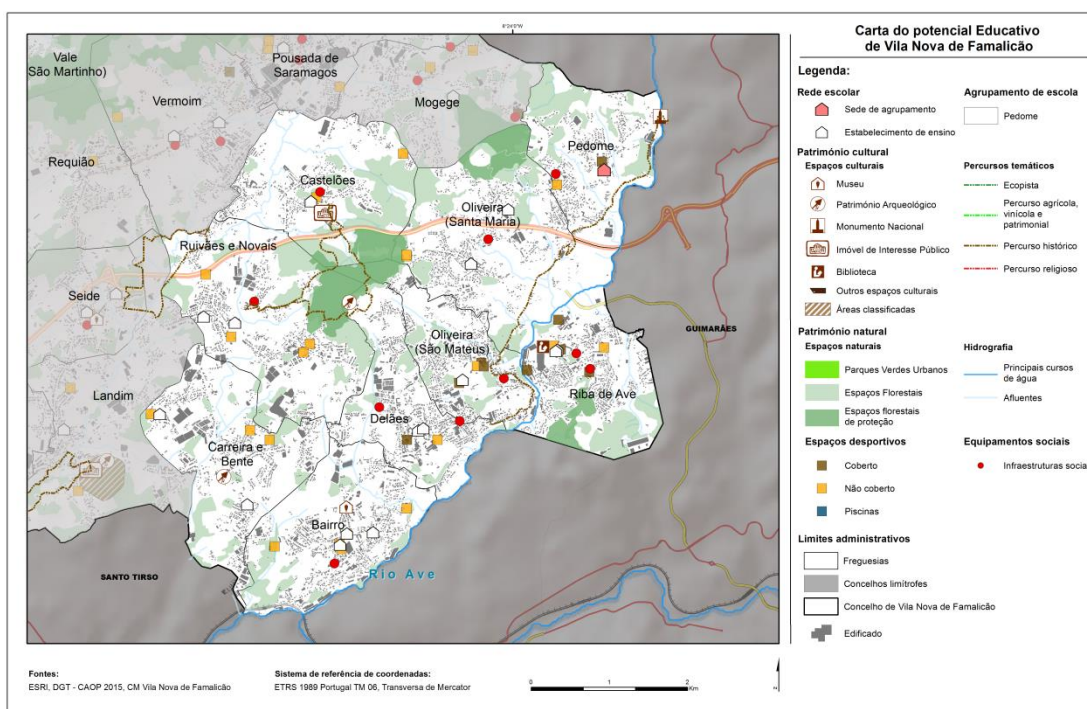 Carta do potencial Educativo
de Vila Nova de Famalicão
Legenda:
Rede escolar
Sede de agrupamento
Estabelecimento de ensino
Agrupamento de escola
Pedome
Património cultural
Espaços culturais
Museu
Património Arqueológico
Monumento Nacional
Imóvel de Interesse Público
Biblioteca
Outros espaços culturais
Áreas classificadas
Percursos temáticos
Ecopista
Percurso agrícola,
vinícola e
patrimonial
Percurso histórico
Percurso religioso
Património natural
Espaços naturais
Parques Verdes Urbanos
Espaços Florestais
Espaços florestais
de proteção
Hidrografia
Principais cursos
de água
Afluentes
Espaços desportivos
Coberto
Não coberto
Piscinas
Equipamentos sociais
Infraestruturas socia
Limites administrativos
Freguesias
Concelhos limítrofes
Concelho de Vila Nova de Famalicão
Edificado
8°24'0"W
Vale
(São Martinho)
Pousada de
Saramagos
Vermoim
Mogege
Requião
Pedome
Castelões
Oliveira
(Santa Maria)
Ruivães e Novais
Seide
GUIMARÃES
Oliveira
(São Mateus)
Landim
Riba de Ave
Delães
Carreira e
Bente
Bairro
SANTO TIRSO
Rio Ave
Fontes:
ESRI, DGT - CAOP 2015, CM Vila Nova de Famalicão
Sistema de referência de coordenadas:
ETRS 1989 Portugal TM 06, Transversa de Mercator
0 1 2
Km